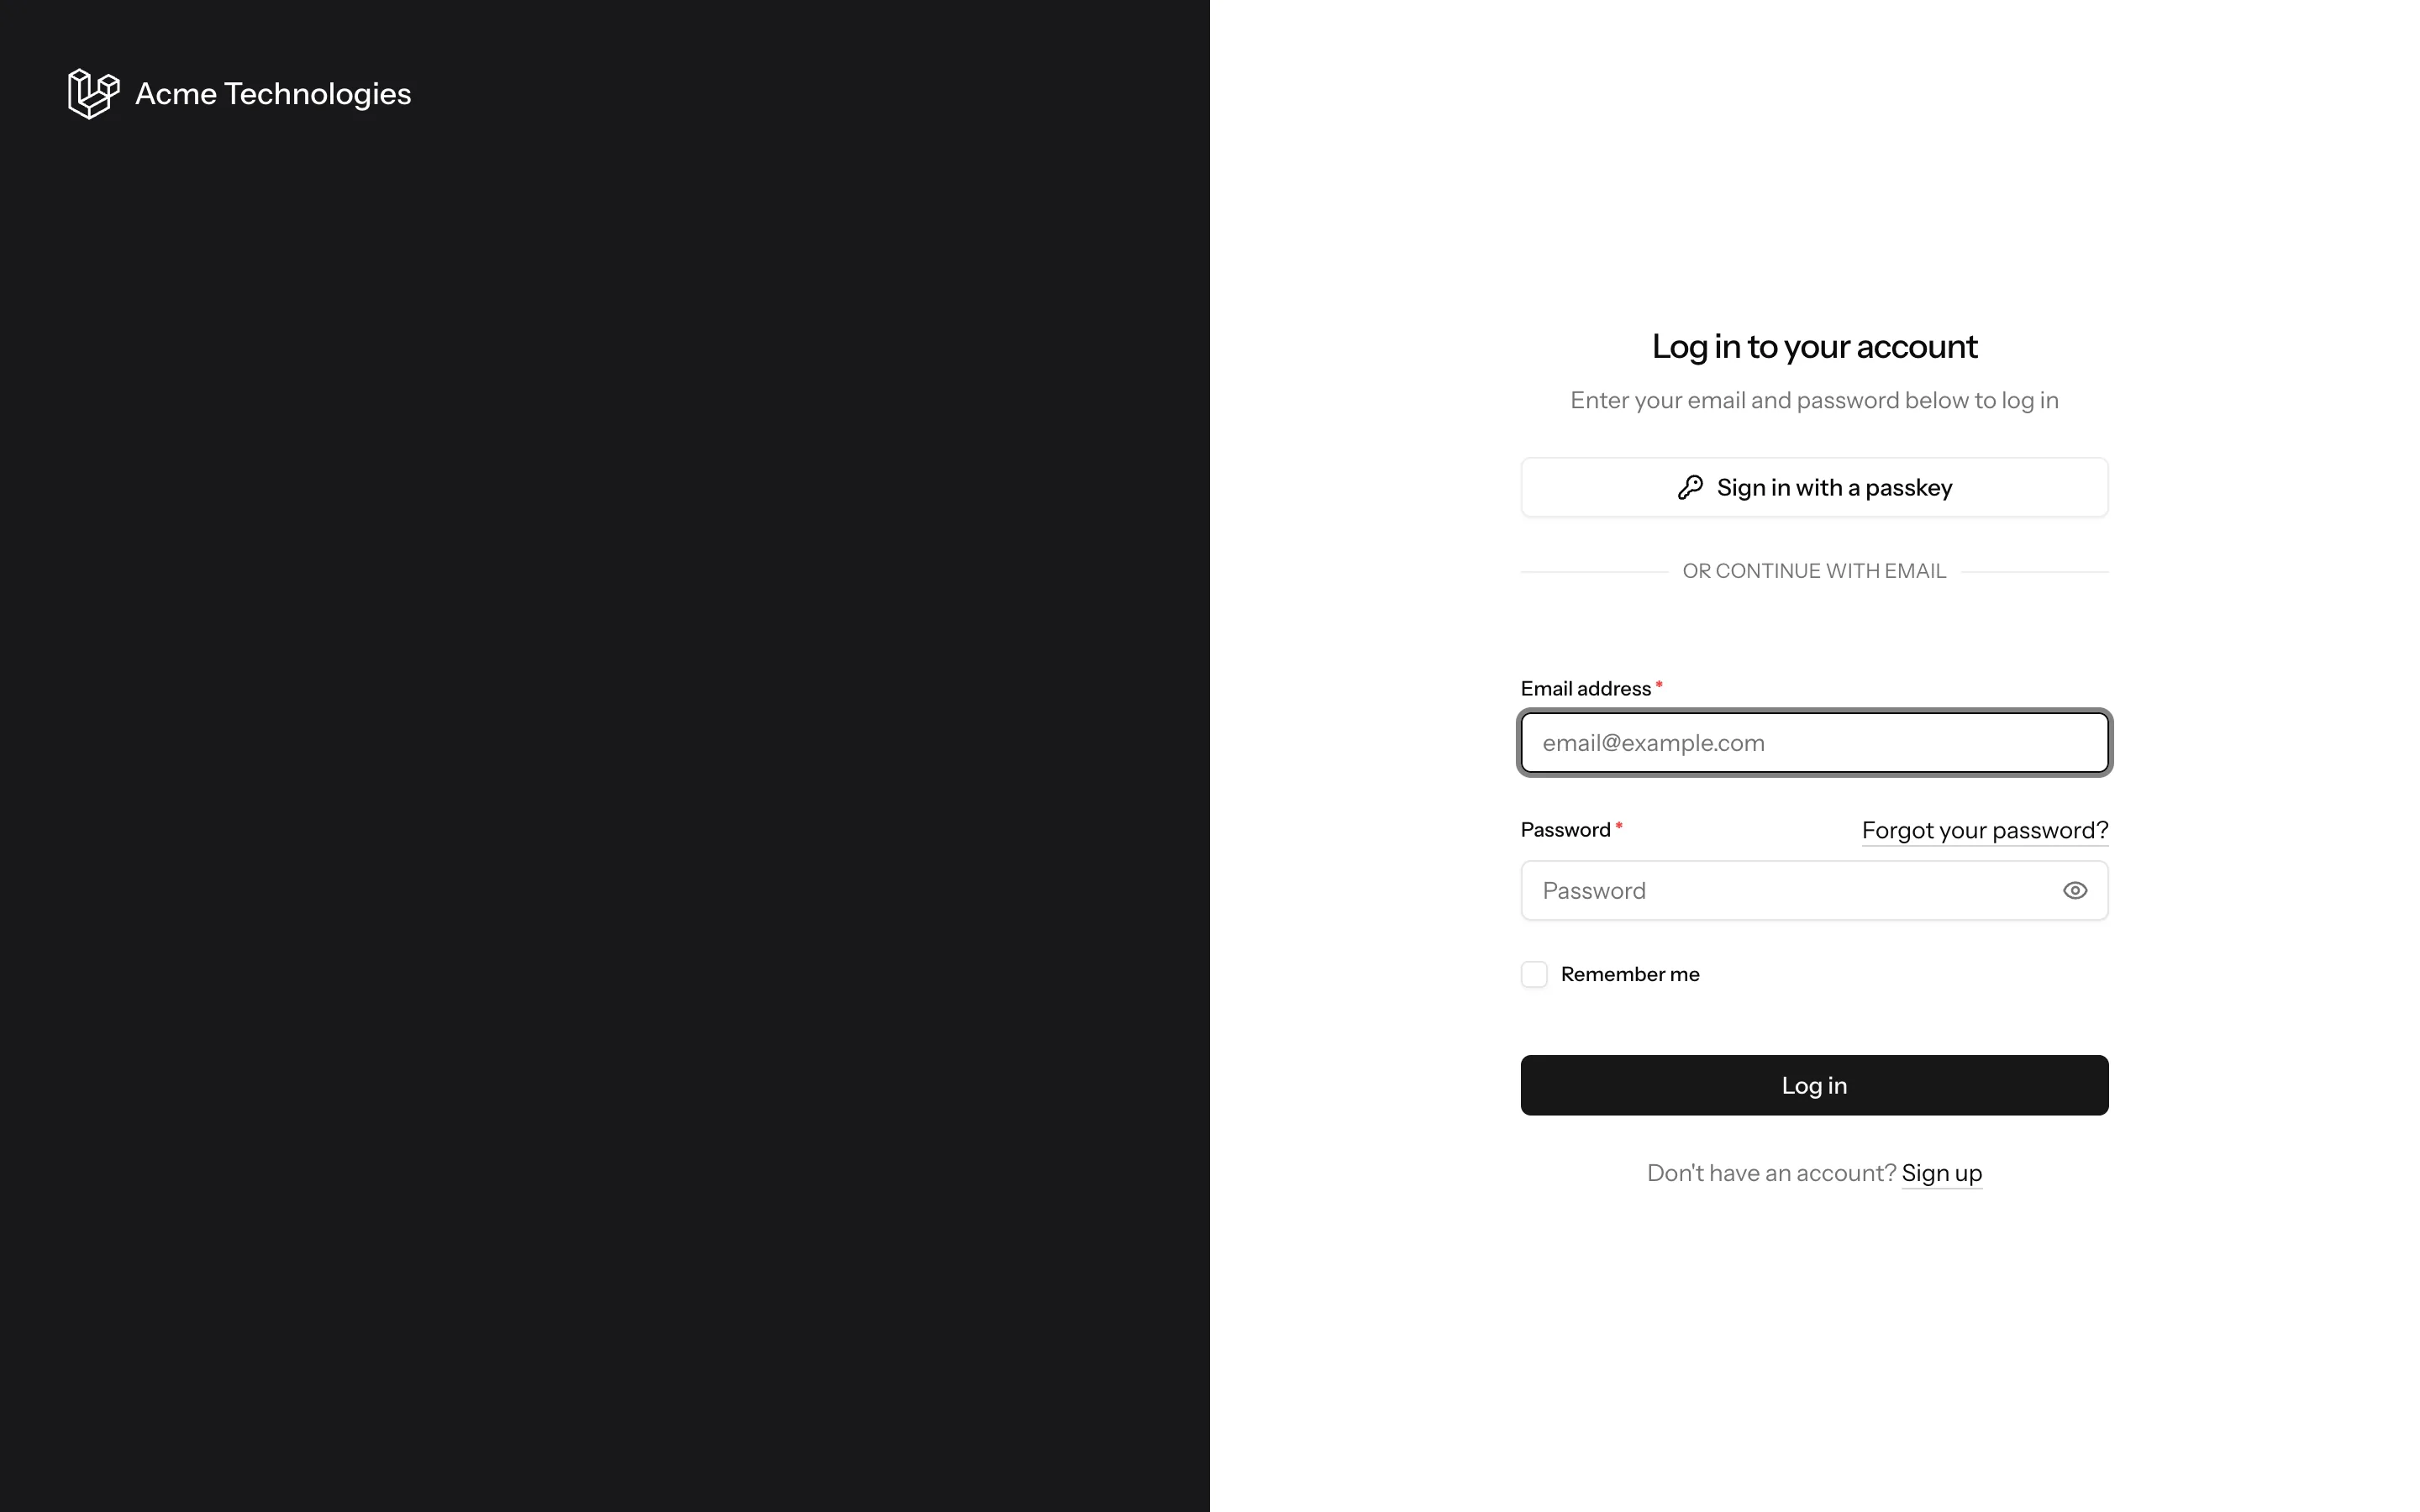 Acme Technologies
Log in to your account
Enter your email and password below to log in
Sign in with a passkey
OR CONTINUE WITH EMAIL
Email address *
email@example.com
Password * Forgot your password?
Password
Remember me
Log in
Don't have an account? Sign up